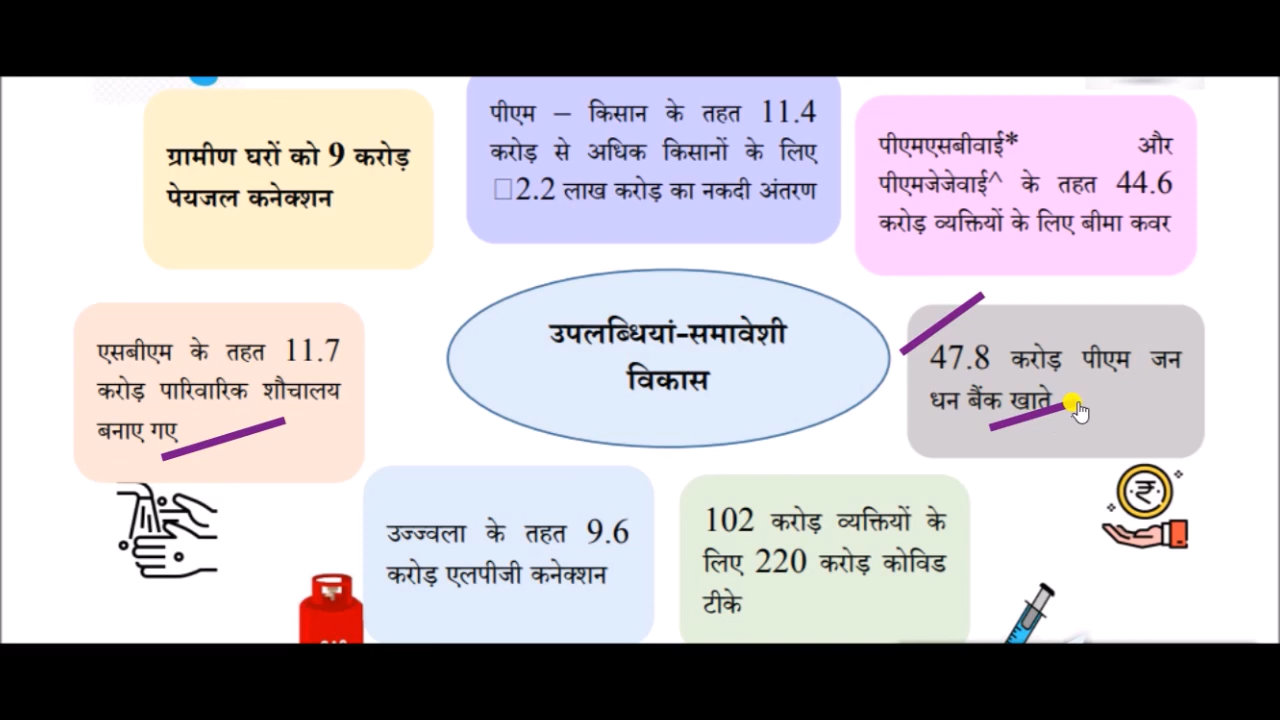 ग्रामीण घरों को 9 करोड़
पेयजल कनेक्शन
पीएम – किसान के तहत 11.4
करोड़ से अधिक किसानों के लिए
□2.2 लाख करोड़ का नकदी अंतरण
पीएमएसबीवाई* और
पीएमजेजेवाई^ के तहत 44.6
करोड़ व्यक्तियों के लिए बीमा कवर
एसबीएम के तहत 11.7
करोड़ पारिवारिक शौचालय
बनाए गए
उपलब्धियां-समावेशी
विकास
47.8 करोड़ पीएम जन
धन बैंक खाते
उज्ज्वला के तहत 9.6
करोड़ एलपीजी कनेक्शन
102 करोड़ व्यक्तियों के
लिए 220 करोड़ कोविड
टीके
₹